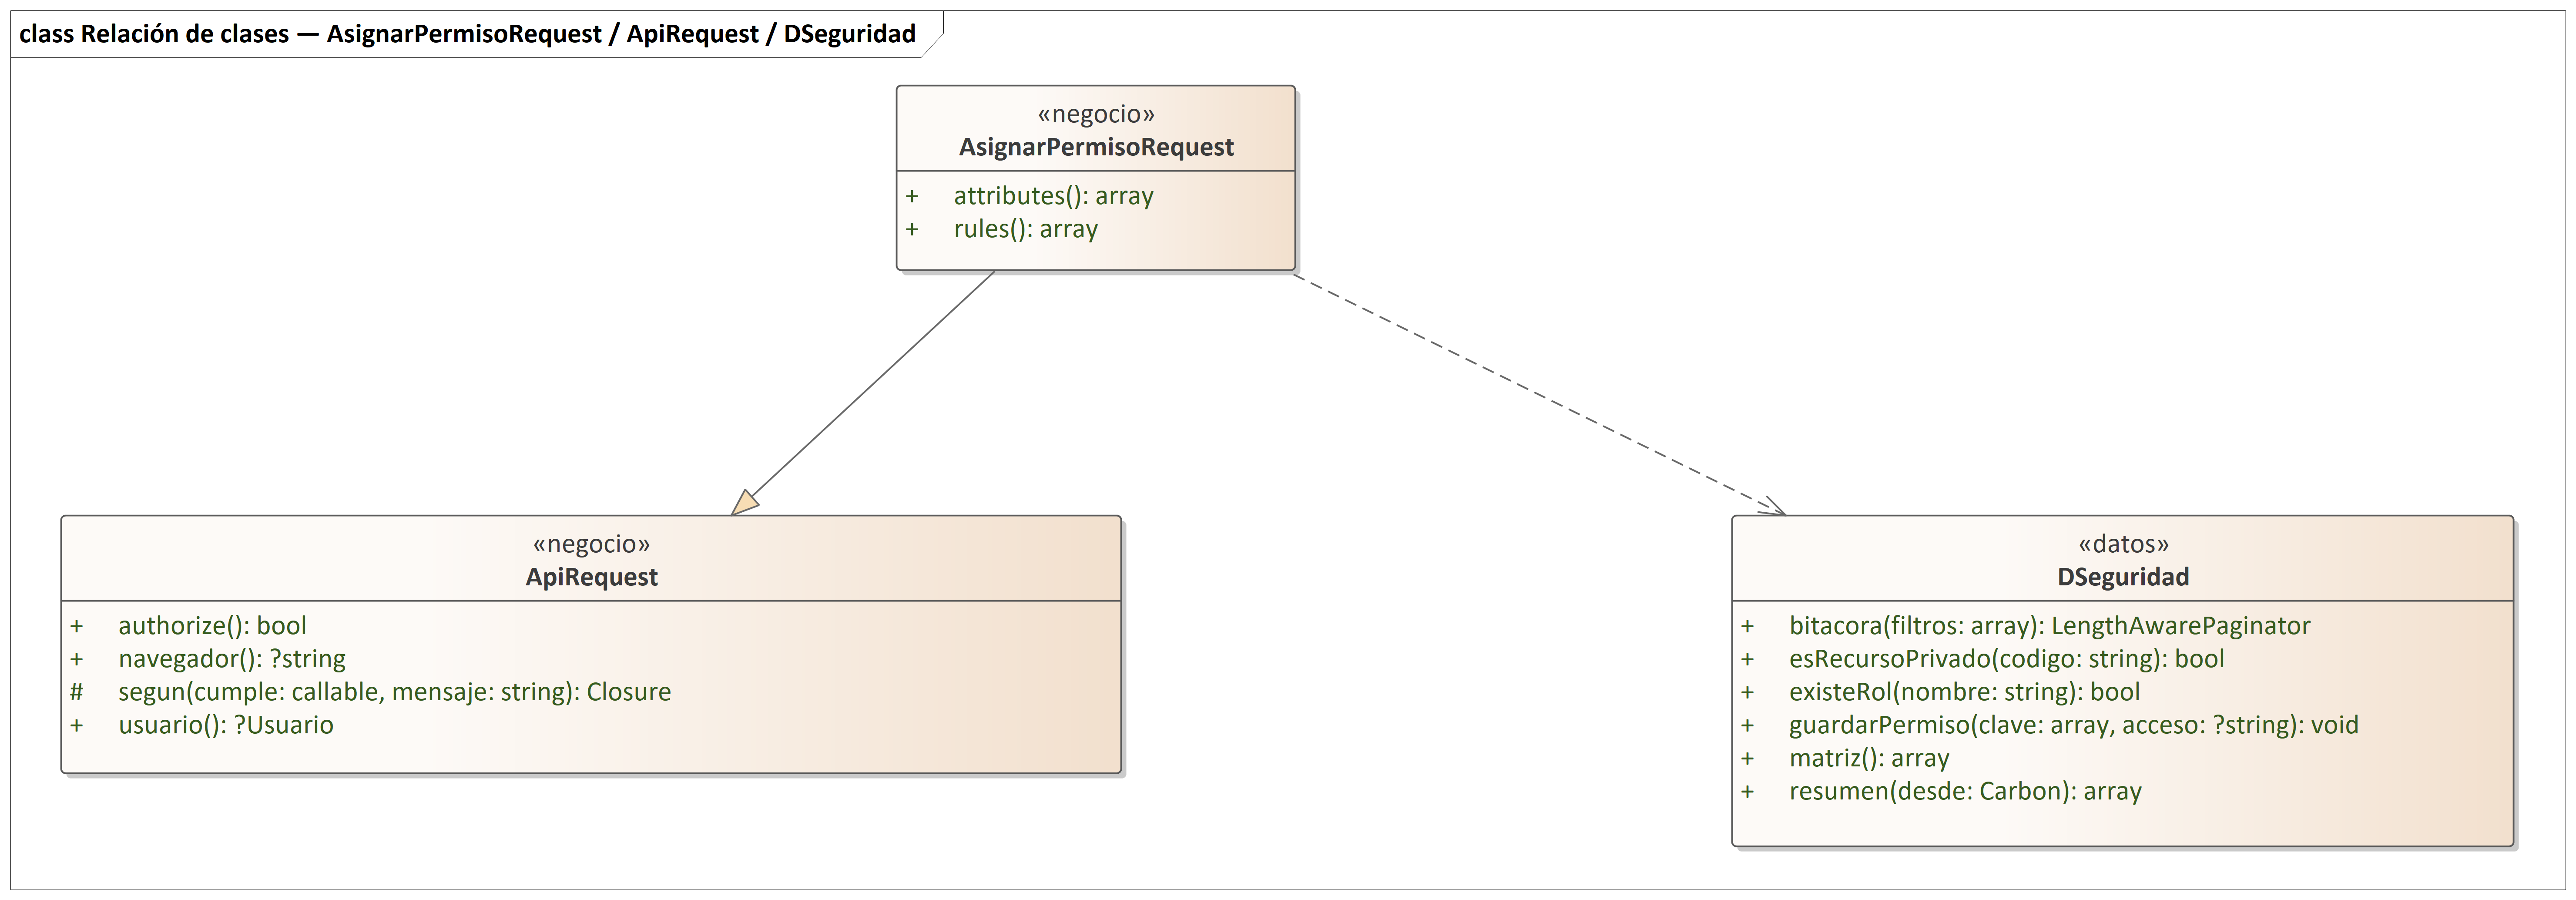 class Relación de clases — AsignarPermisoRequest / ApiRequest / DSeguridad
«negocio»
AsignarPermisoRequest
+ attributes(): array
+ rules(): array
«negocio»
ApiRequest
+ authorize(): bool
+ navegador(): ?string
# segun(cumple: callable, mensaje: string): Closure
+ usuario(): ?Usuario
«datos»
DSeguridad
+ bitacora(filtros: array): LengthAwarePaginator
+ esRecursoPrivado(codigo: string): bool
+ existeRol(nombre: string): bool
+ guardarPermiso(clave: array, acceso: ?string): void
+ matriz(): array
+ resumen(desde: Carbon): array